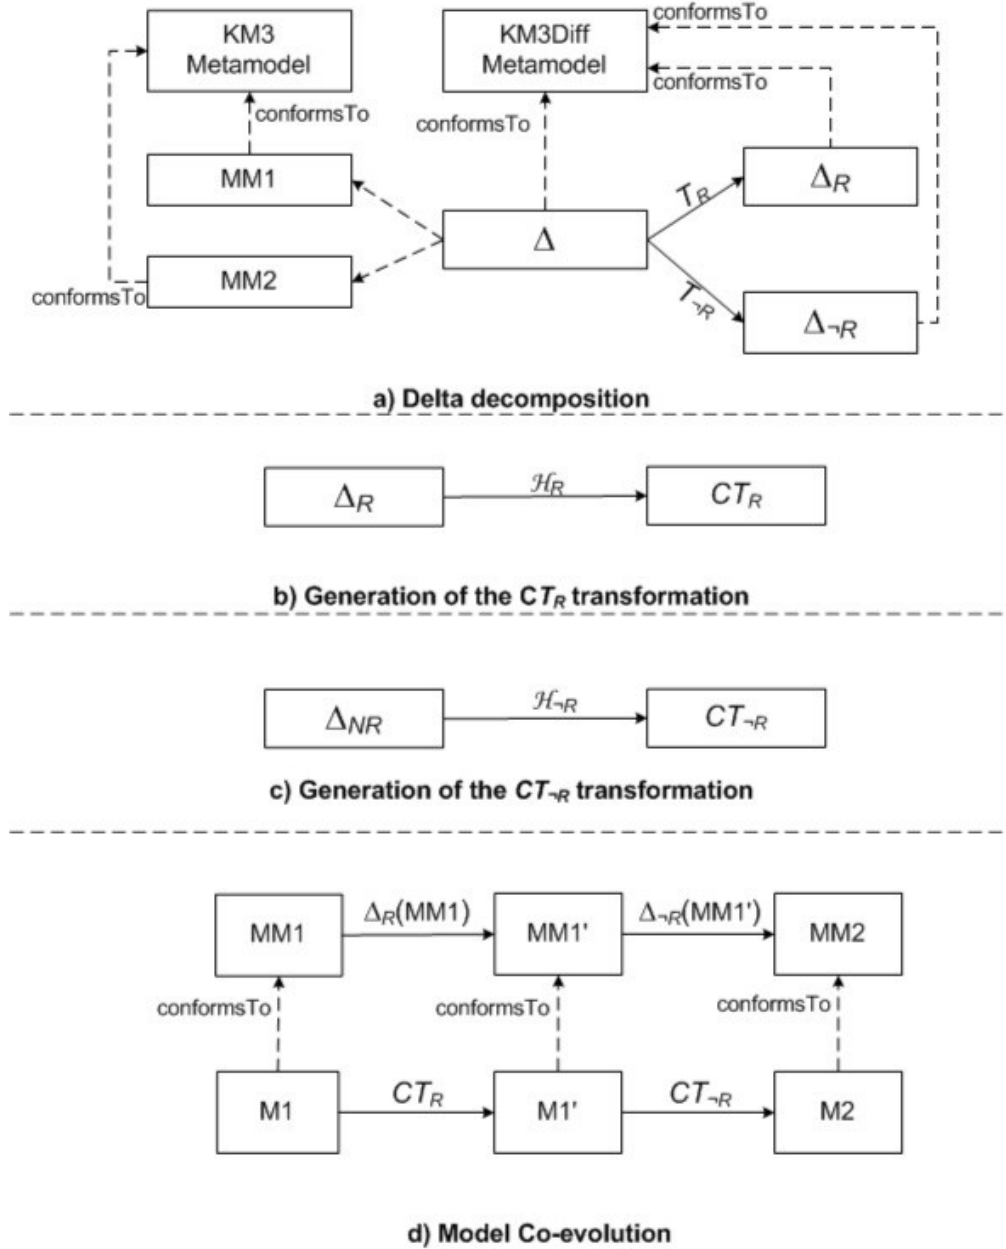 conformsTo
KM3
Metamodel
KM3Diff
Metamodel
conformsTo
conformsTo
conformsTo
MM1
T_R
Δ_R
Δ
MM2
conformsTo
T_¬R
Δ_¬R
a) Delta decomposition
Δ_R
ℋ_R
CT_R
b) Generation of the CT_R transformation
Δ_NR
ℋ_¬R
CT_¬R
c) Generation of the CT_¬R transformation
MM1
Δ_R(MM1)
MM1'
Δ_¬R(MM1')
MM2
conformsTo
conformsTo
conformsTo
M1
CT_R
M1'
CT_¬R
M2
d) Model Co-evolution